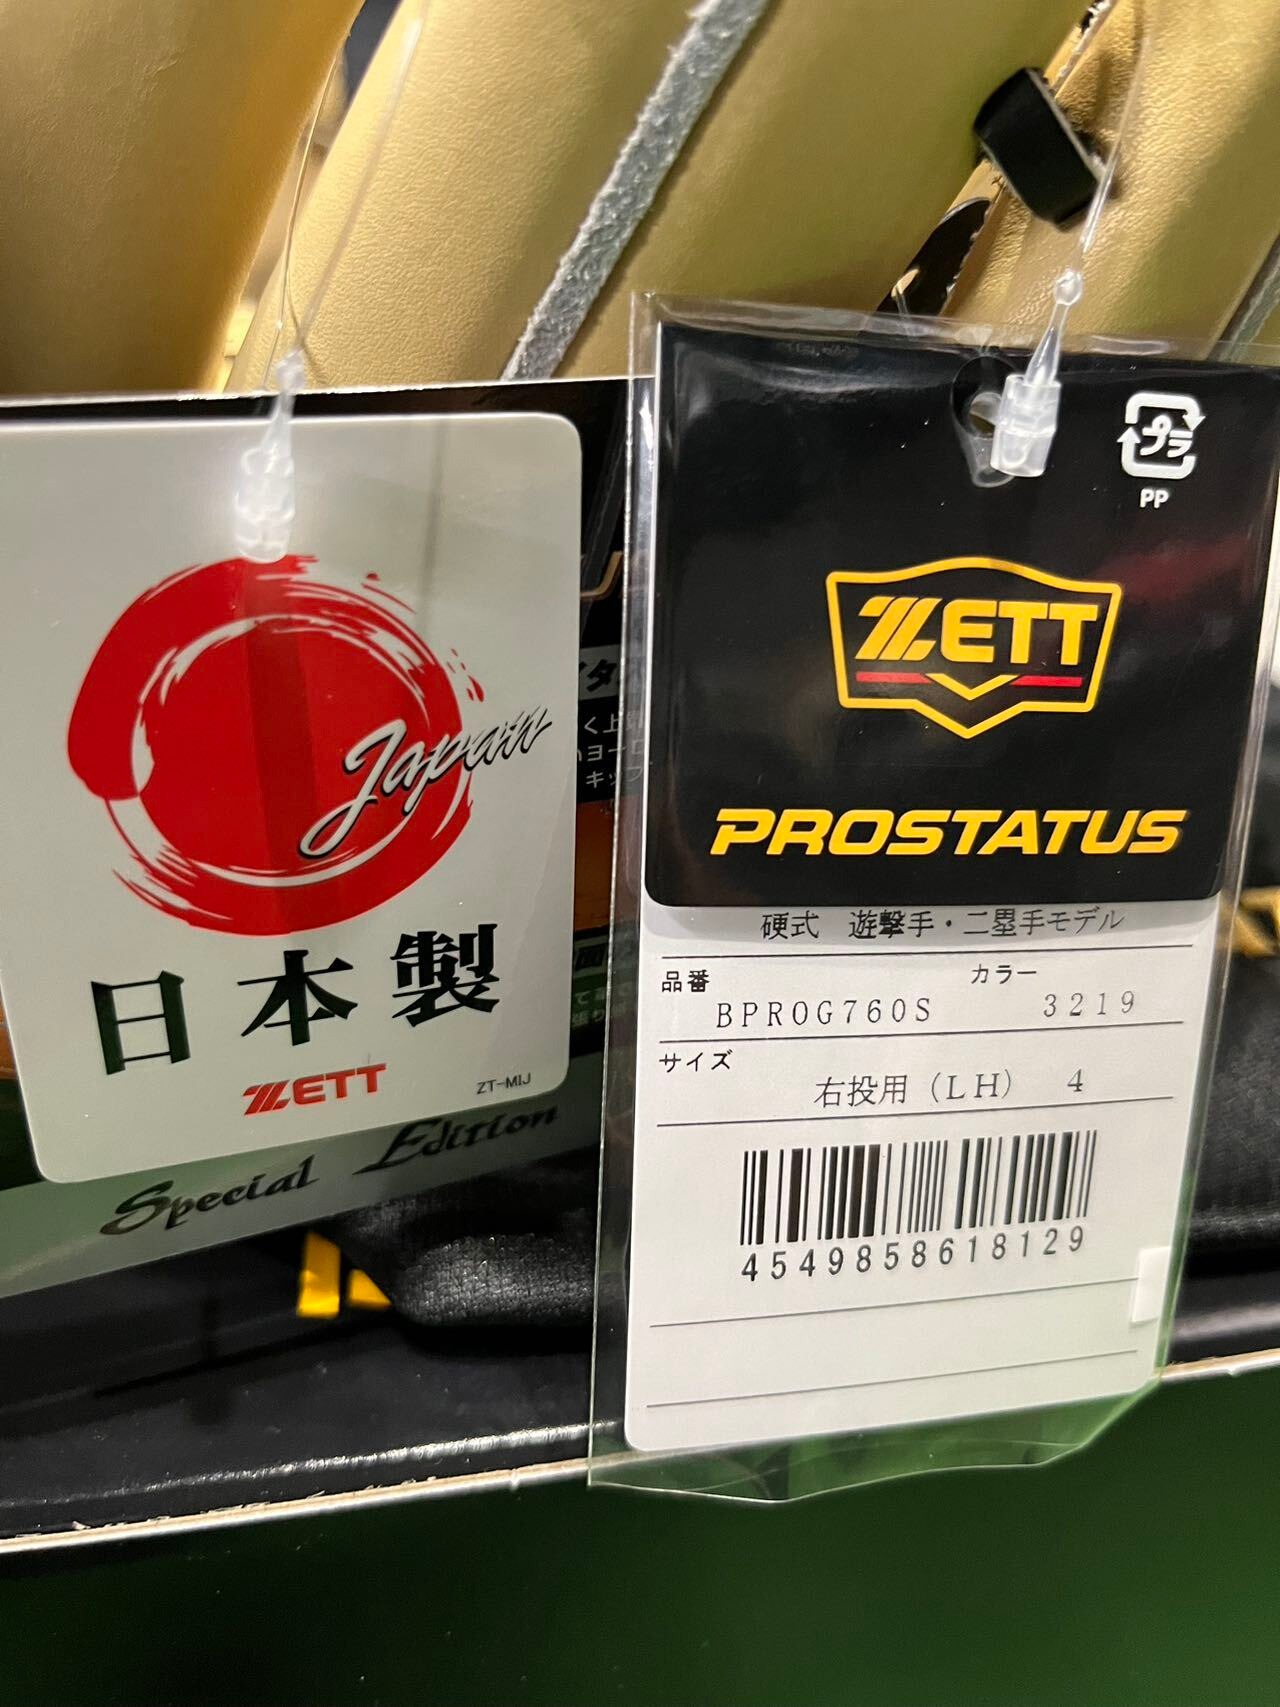 Japan
日本製
ZETT
ZT-MIJ
Special Edition
プラ
PP
ZETT
PROSTATUS
硬式 遊撃手・二塁手モデル
品番 カラー
BPROG760S 3219
サイズ
右投用(LH) 4
4549858618129